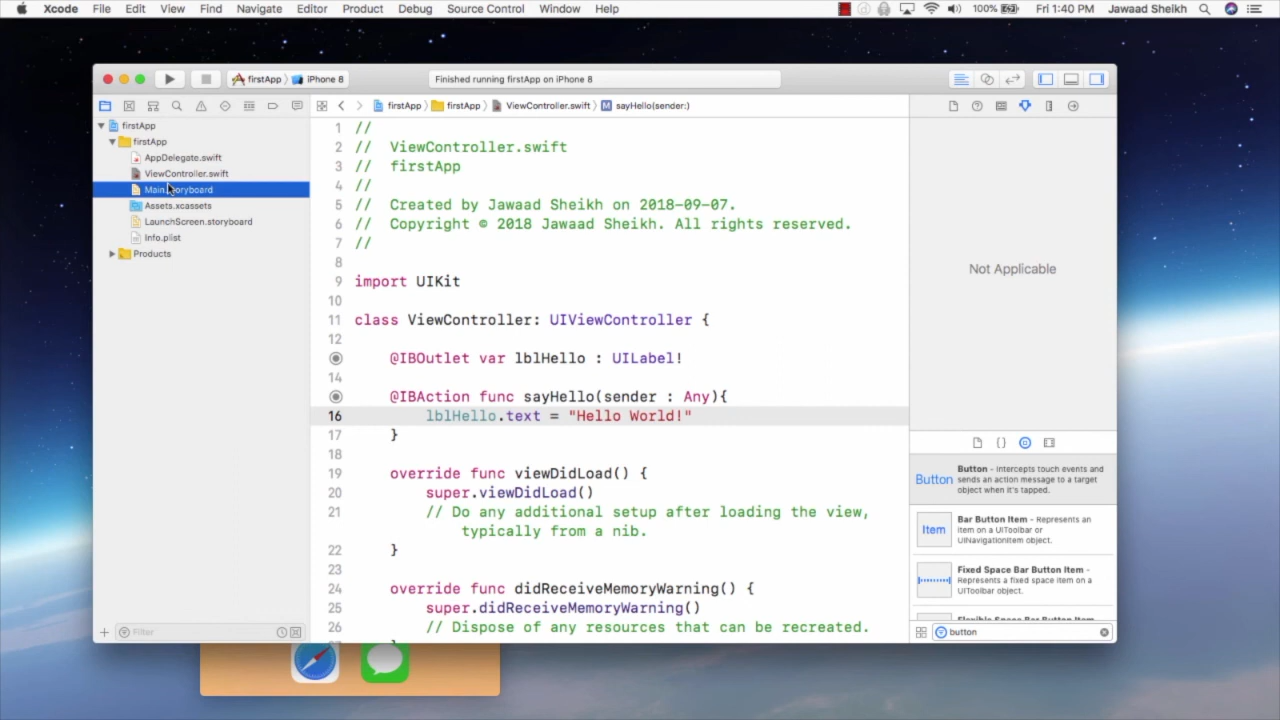 Xcode File Edit View Find Navigate Editor Product Debug Source Control Window Help 100% Fri 1:40 PM Jawaad Sheikh
firstApp iPhone 8 Finished running firstApp on iPhone 8
firstApp firstApp ViewController.swift M sayHello(sender:)
firstApp
firstApp
AppDelegate.swift
ViewController.swift
Main.storyboard
Assets.xcassets
LaunchScreen.storyboard
Info.plist
Products
Filter
1 //
2 // ViewController.swift
3 // firstApp
4 //
5 // Created by Jawaad Sheikh on 2018-09-07.
6 // Copyright © 2018 Jawaad Sheikh. All rights reserved.
7 //
8
9 import UIKit
10
11 class ViewController: UIViewController {
12
@IBOutlet var lblHello : UILabel!
14
@IBAction func sayHello(sender : Any){
16 lblHello.text = "Hello World!"
17 }
18
19 override func viewDidLoad() {
20 super.viewDidLoad()
21 // Do any additional setup after loading the view,
typically from a nib.
22 }
23
24 override func didReceiveMemoryWarning() {
25 super.didReceiveMemoryWarning()
26 // Dispose of any resources that can be recreated.
Not Applicable
Button
Button - Intercepts touch events and
sends an action message to a target
object when it's tapped.
Item
Bar Button Item - Represents an
item on a UIToolbar or
UINavigationItem object.
Fixed Space Bar Button Item -
Represents a fixed space item on a
UIToolbar object.
Flexible Space Bar Button Item
button